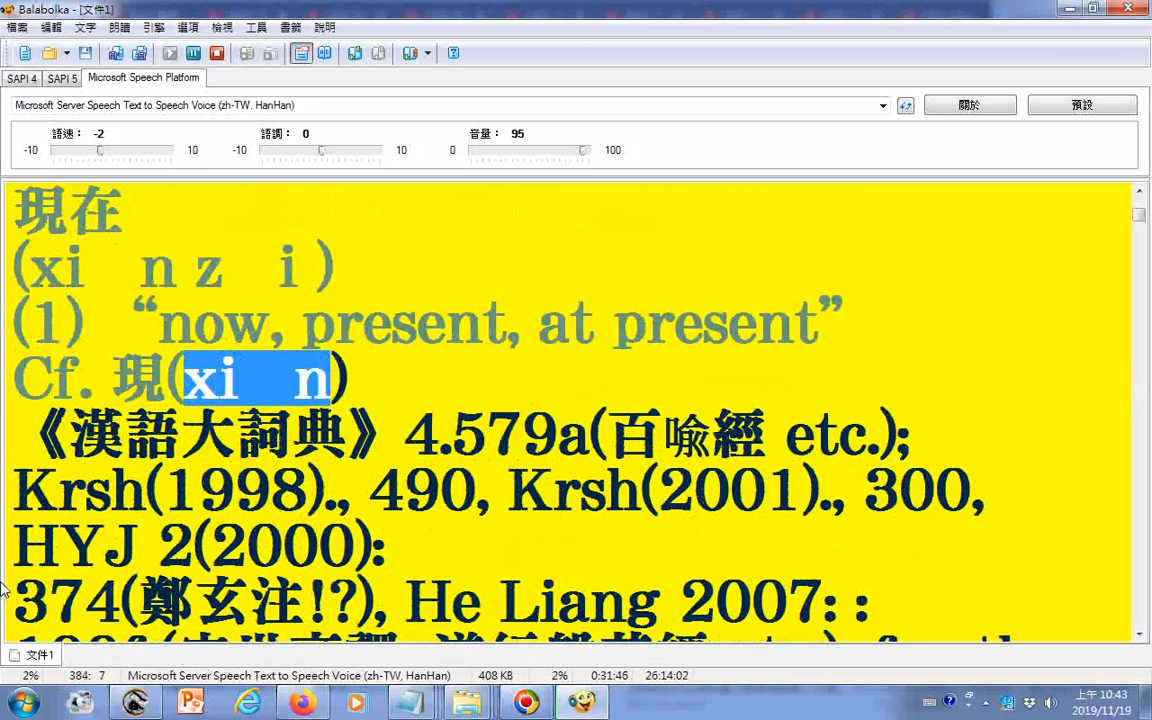 Balabolka - [文件1]
檔案 編輯 文字 朗讀 引擎 選項 檢視 工具 書籤 說明
SAPI 4 SAPI 5 Microsoft Speech Platform
Microsoft Server Speech Text to Speech Voice (zh-TW, HanHan) 關於 預設
語速： -2 語調： 0 音量： 95
-10 10 -10 10 0 100
現在
(xi n z i )
(1) “now, present, at present”
Cf. 現(xi n)
《漢語大詞典》4.579a(百喻經 etc.);
Krsh(1998)., 490, Krsh(2001)., 300,
HYJ 2(2000):
374(鄭玄注!?), He Liang 2007: :
文件1
2% 384: 7 Microsoft Server Speech Text to Speech Voice (zh-TW, HanHan) 408 KB 2% 0:31:46 26:14:02
上午 10:43
2019/11/19